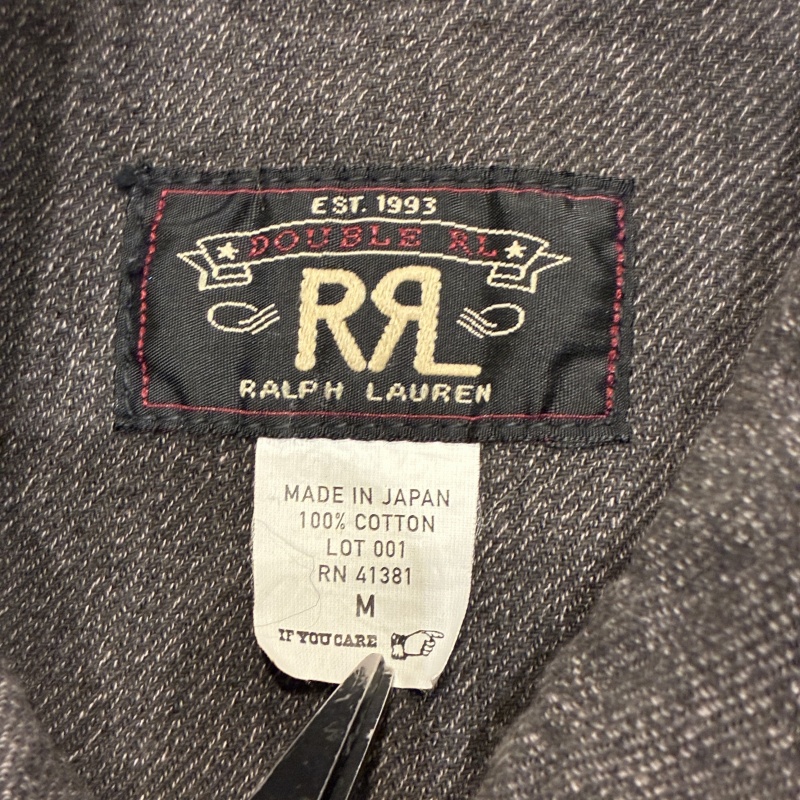 EST. 1993
DOUBLE RL
RRL
RALPH LAUREN
MADE IN JAPAN
100% COTTON
LOT 001
RN 41381
M
IF YOU CARE